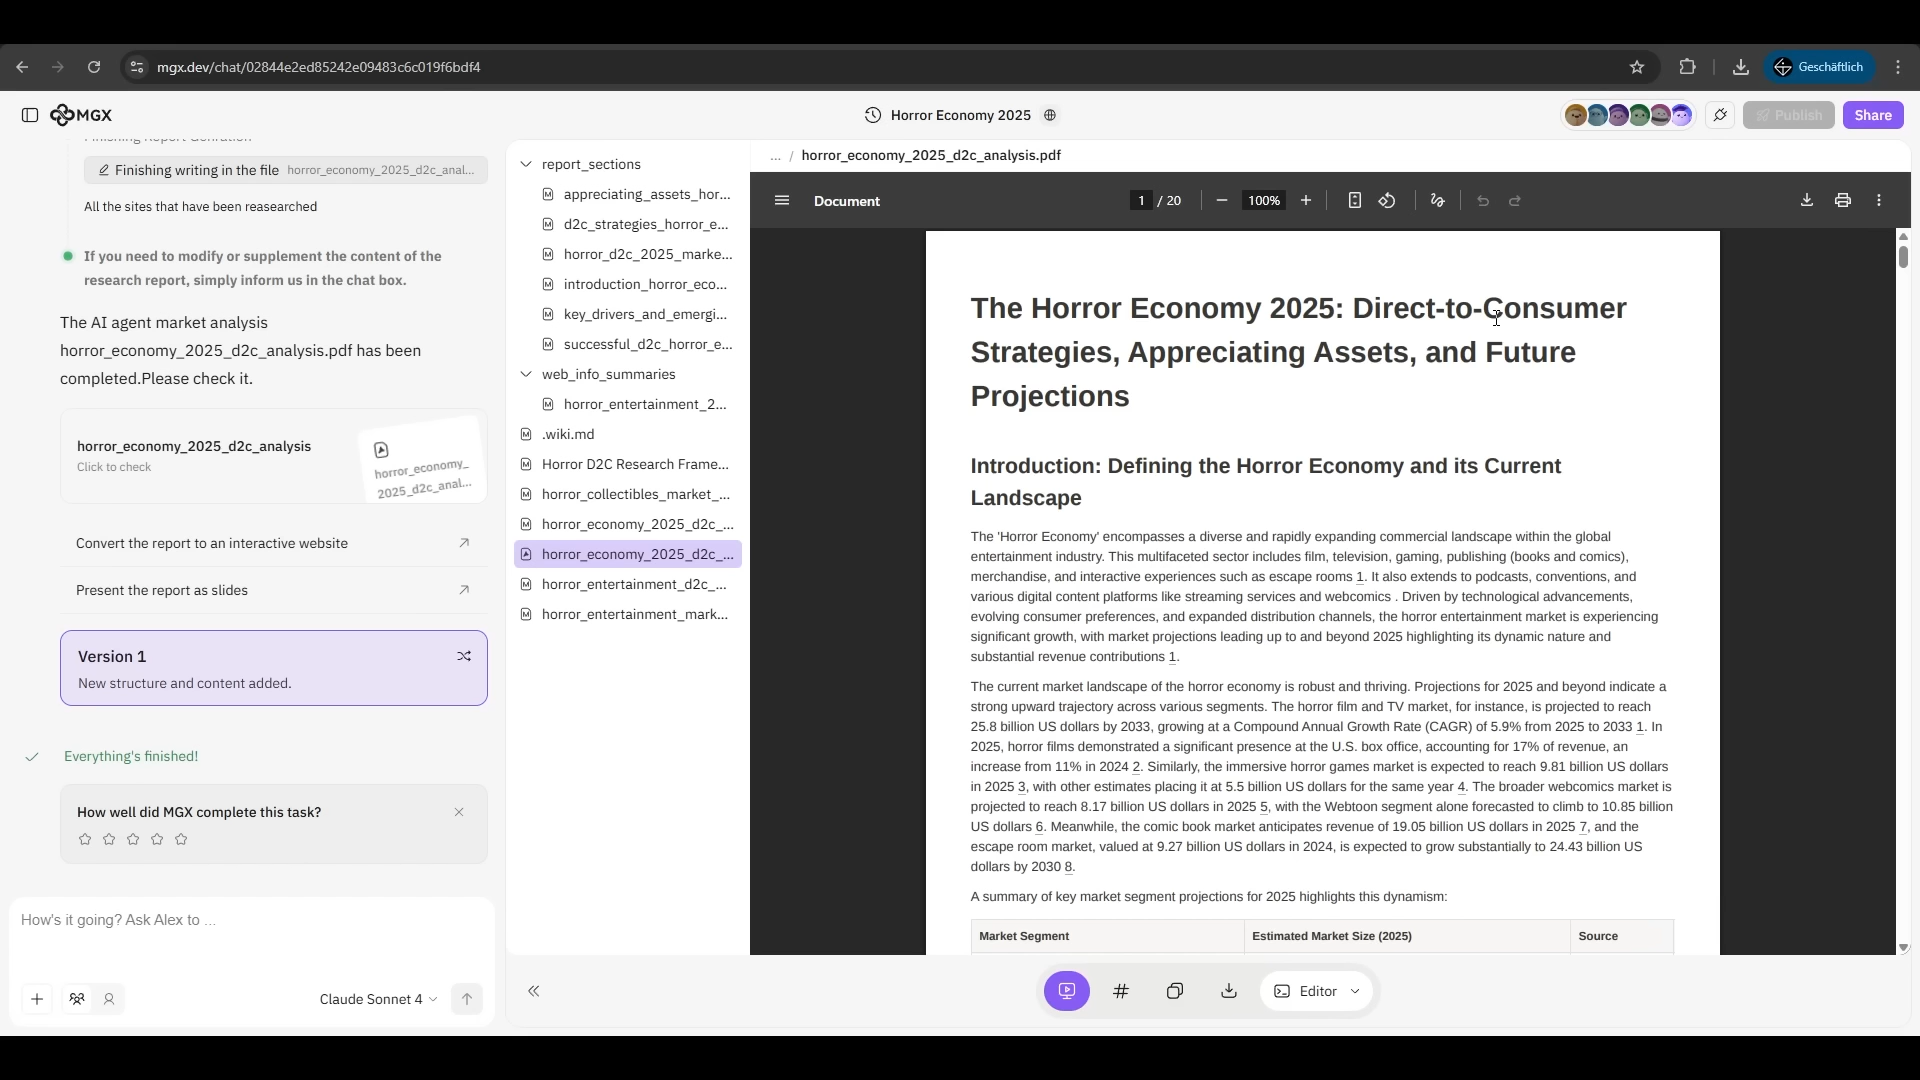 mgx.dev/chat/02844e2ed85242e09483c6c019f6bdf4
Geschäftlich
MGX
Horror Economy 2025
Publish
Share
Finishing writing in the file horror_economy_2025_d2c_anal...
All the sites that have been reasearched
If you need to modify or supplement the content of the
research report, simply inform us in the chat box.
The AI agent market analysis
horror_economy_2025_d2c_analysis.pdf has been
completed.Please check it.
horror_economy_2025_d2c_analysis
Click to check
horror_economy_
2025_d2c_anal...
Convert the report to an interactive website
Present the report as slides
Version 1
New structure and content added.
Everything's finished!
How well did MGX complete this task?
How's it going? Ask Alex to ...
Claude Sonnet 4
report_sections
appreciating_assets_hor...
d2c_strategies_horror_e...
horror_d2c_2025_marke...
introduction_horror_eco...
key_drivers_and_emergi...
successful_d2c_horror_e...
web_info_summaries
horror_entertainment_2...
.wiki.md
Horror D2C Research Frame...
horror_collectibles_market_...
horror_economy_2025_d2c_...
horror_economy_2025_d2c_...
horror_entertainment_d2c_...
horror_entertainment_mark...
... / horror_economy_2025_d2c_analysis.pdf
Document
1 / 20
100%
The Horror Economy 2025: Direct-to-Consumer
Strategies, Appreciating Assets, and Future
Projections
Introduction: Defining the Horror Economy and its Current
Landscape
The 'Horror Economy' encompasses a diverse and rapidly expanding commercial landscape within the global
entertainment industry. This multifaceted sector includes film, television, gaming, publishing (books and comics),
merchandise, and interactive experiences such as escape rooms 1. It also extends to podcasts, conventions, and
various digital content platforms like streaming services and webcomics . Driven by technological advancements,
evolving consumer preferences, and expanded distribution channels, the horror entertainment market is experiencing
significant growth, with market projections leading up to and beyond 2025 highlighting its dynamic nature and
substantial revenue contributions 1.
The current market landscape of the horror economy is robust and thriving. Projections for 2025 and beyond indicate a
strong upward trajectory across various segments. The horror film and TV market, for instance, is projected to reach
25.8 billion US dollars by 2033, growing at a Compound Annual Growth Rate (CAGR) of 5.9% from 2025 to 2033 1. In
2025, horror films demonstrated a significant presence at the U.S. box office, accounting for 17% of revenue, an
increase from 11% in 2024 2. Similarly, the immersive horror games market is expected to reach 9.81 billion US dollars
in 2025 3, with other estimates placing it at 5.5 billion US dollars for the same year 4. The broader webcomics market is
projected to reach 8.17 billion US dollars in 2025 5, with the Webtoon segment alone forecasted to climb to 10.85 billion
US dollars 6. Meanwhile, the comic book market anticipates revenue of 19.05 billion US dollars in 2025 7, and the
escape room market, valued at 9.27 billion US dollars in 2024, is expected to grow substantially to 24.43 billion US
dollars by 2030 8.
A summary of key market segment projections for 2025 highlights this dynamism:
Market Segment
Estimated Market Size (2025)
Source
Editor